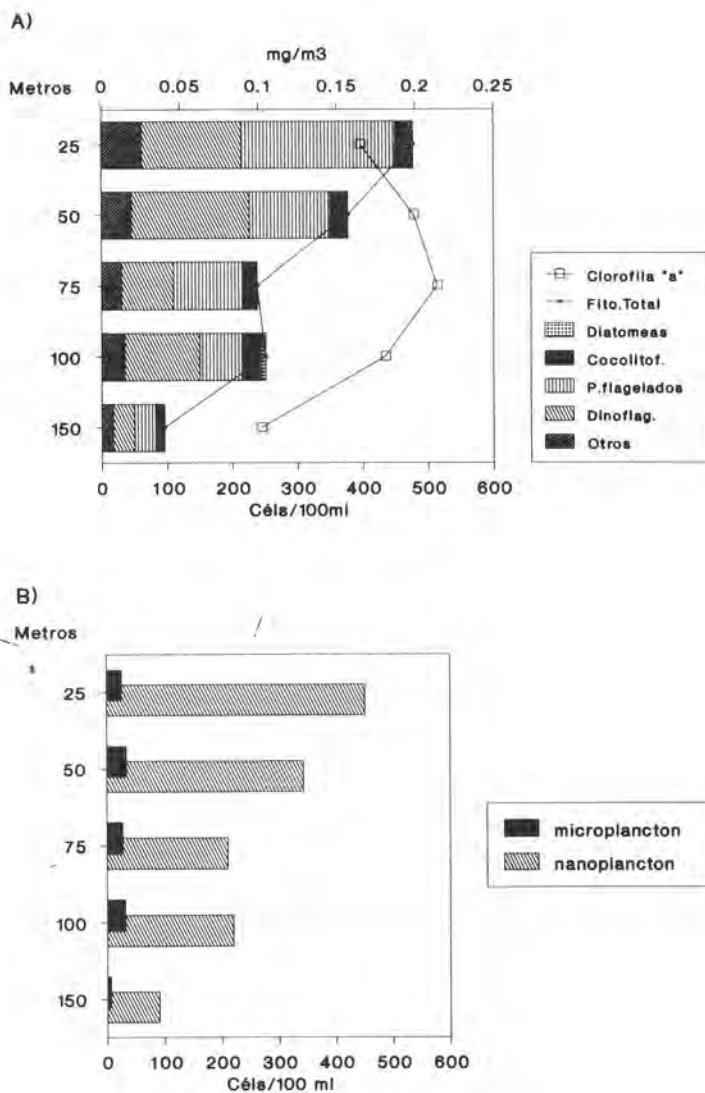 A)
mg/m3
Metros 0 0.05 0.1 0.15 0.2 0.25
25
50
75
100
150
0 100 200 300 400 500 600
Céls/100ml
Clorofila "a"
Fito.Total
Diatomeas
Cocolitof.
P.flagelados
Dinoflag.
Otros
B)
Metros
25
50
75
100
150
0 100 200 300 400 500 600
Céls/100 ml
microplancton
nanoplancton